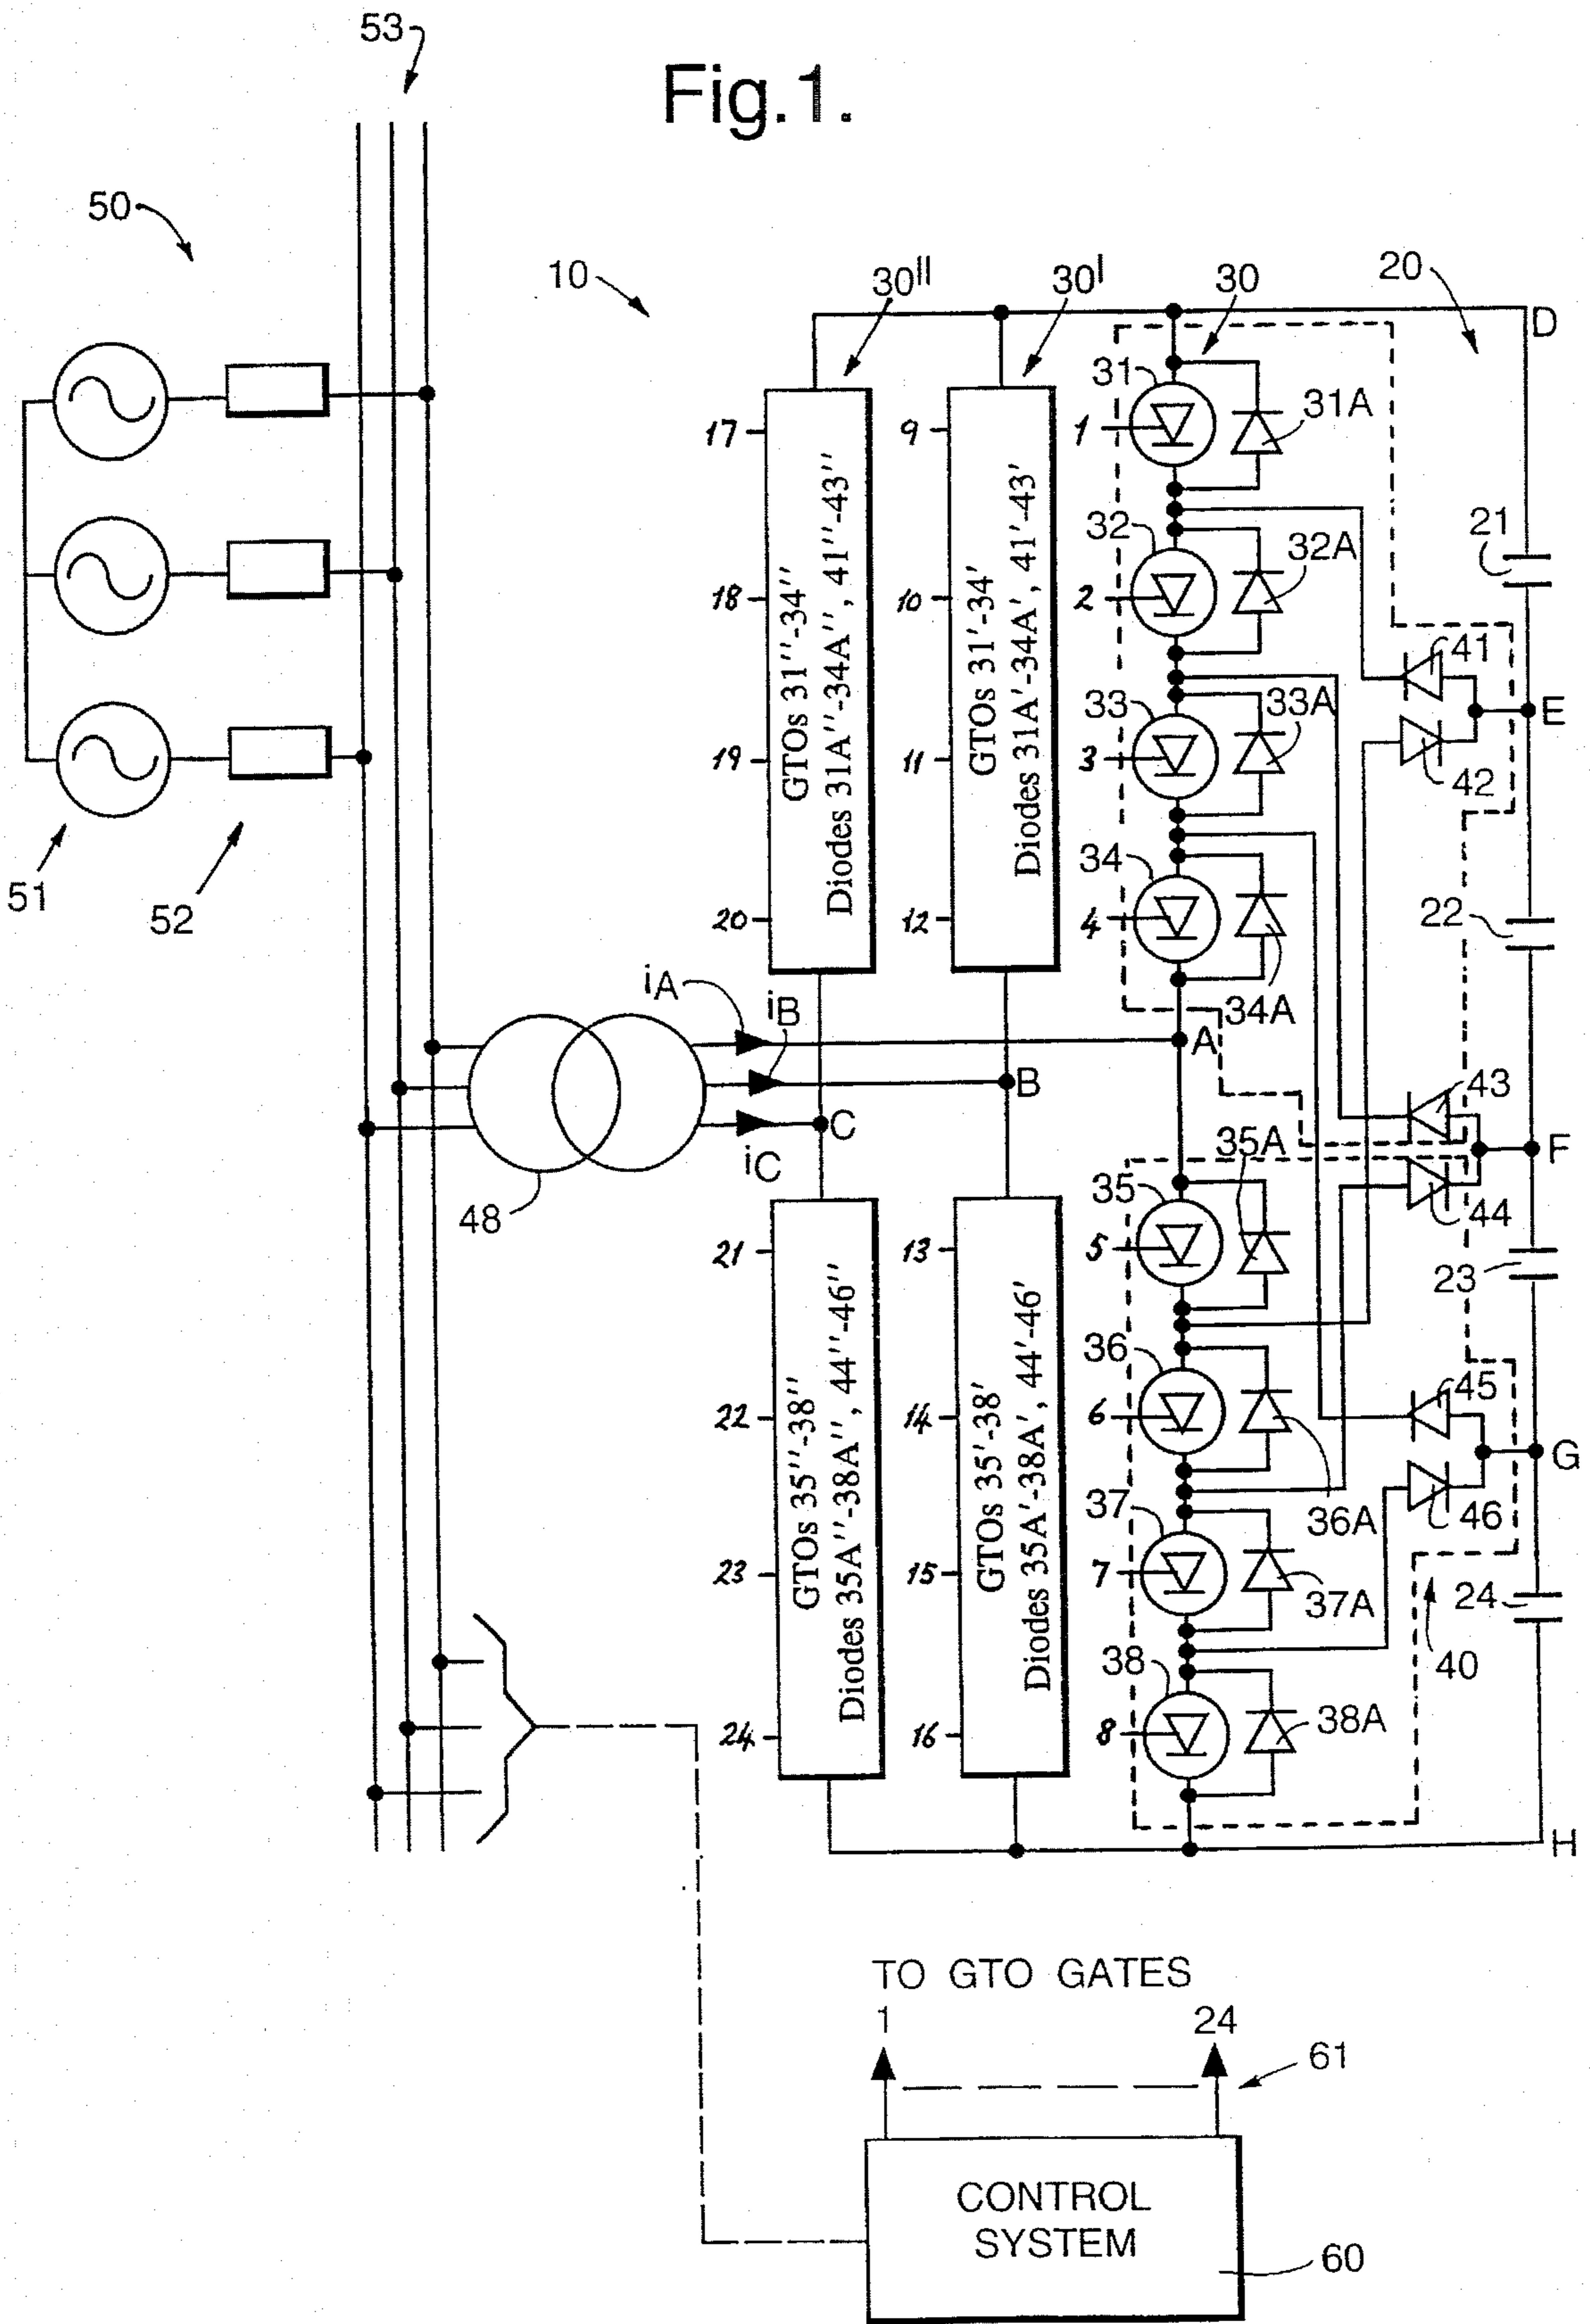 Fig.1.
53
50
10
30''
30'
30
20
D
31
31A
1
17
9
32
32A
2
18
10
21
41
E
42
33
33A
3
19
11
34
34A
4
20
12
22
GTOs 31''-34''
Diodes 31A''-34A'', 41''-43''
GTOs 31'-34'
Diodes 31A'-34A', 41'-43'
51
52
iA
iB
iC
A
B
C
48
43
F
44
35
35A
5
21
13
23
36
36A
6
22
14
45
G
46
37
37A
7
23
15
24
40
38
38A
8
24
16
H
GTOs 35''-38''
Diodes 35A''-38A'', 44''-46''
GTOs 35'-38'
Diodes 35A'-38A', 44'-46'
TO GTO GATES
1
24
61
CONTROL
SYSTEM
60